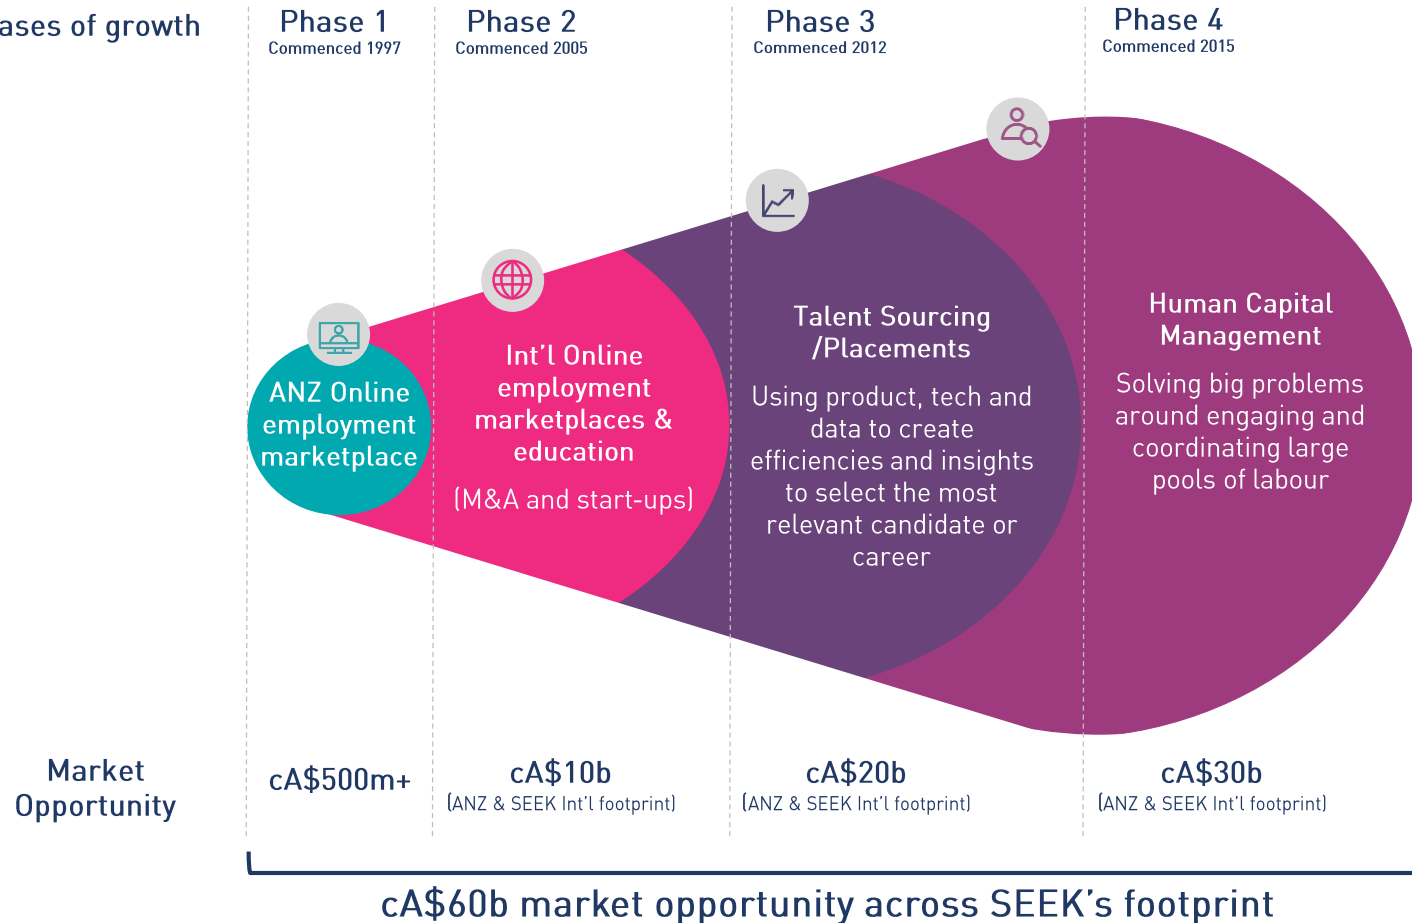 ases of growth
Phase 1
Commenced 1997
Phase 2
Commenced 2005
Phase 3
Commenced 2012
Phase 4
Commenced 2015
ANZ Online
employment
marketplace
Int'l Online
employment
marketplaces &
education
(M&A and start-ups)
Talent Sourcing
/Placements
Using product, tech and
data to create
efficiencies and insights
to select the most
relevant candidate or
career
Human Capital
Management
Solving big problems
around engaging and
coordinating large
pools of labour
Market
Opportunity
cA$500m+
cA$10b
(ANZ & SEEK Int'l footprint)
cA$20b
(ANZ & SEEK Int'l footprint)
cA$30b
(ANZ & SEEK Int'l footprint)
cA$60b market opportunity across SEEK's footprint